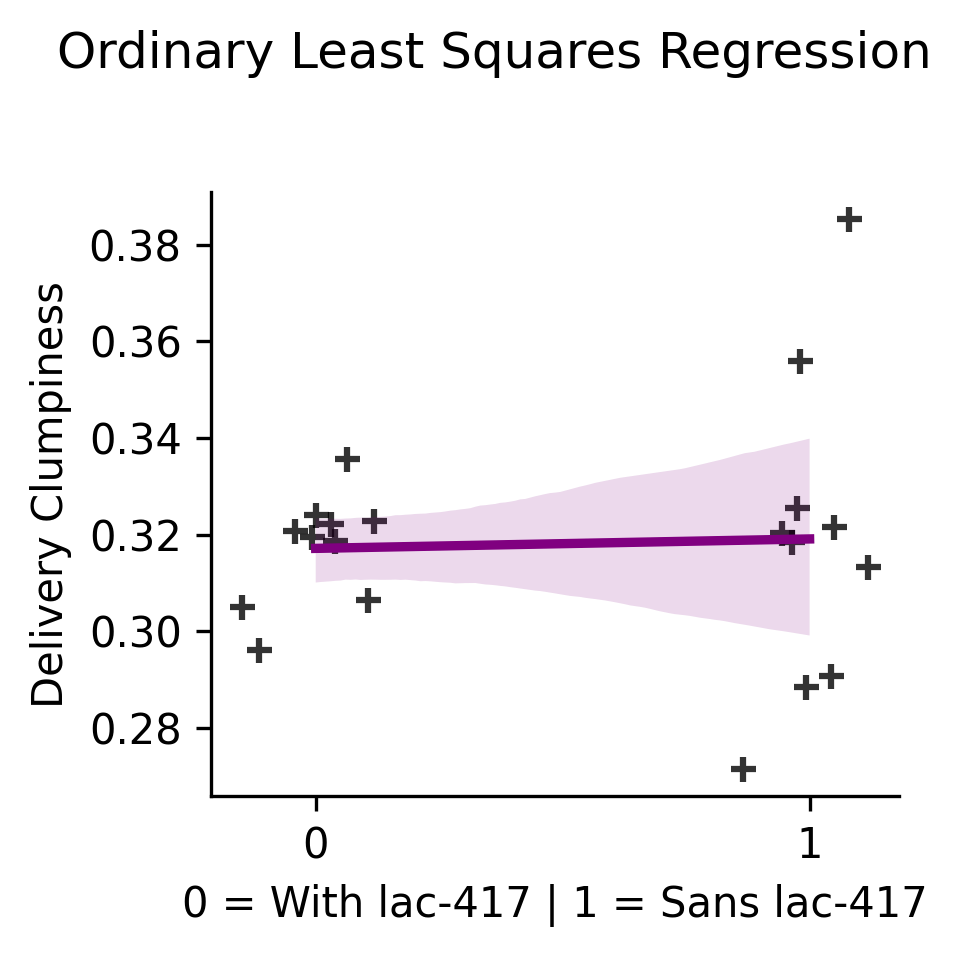 Ordinary Least Squares Regression
Delivery Clumpiness
0.38
0.36
0.34
0.32
0.30
0.28
0 1
0 = With lac-417 | 1 = Sans lac-417